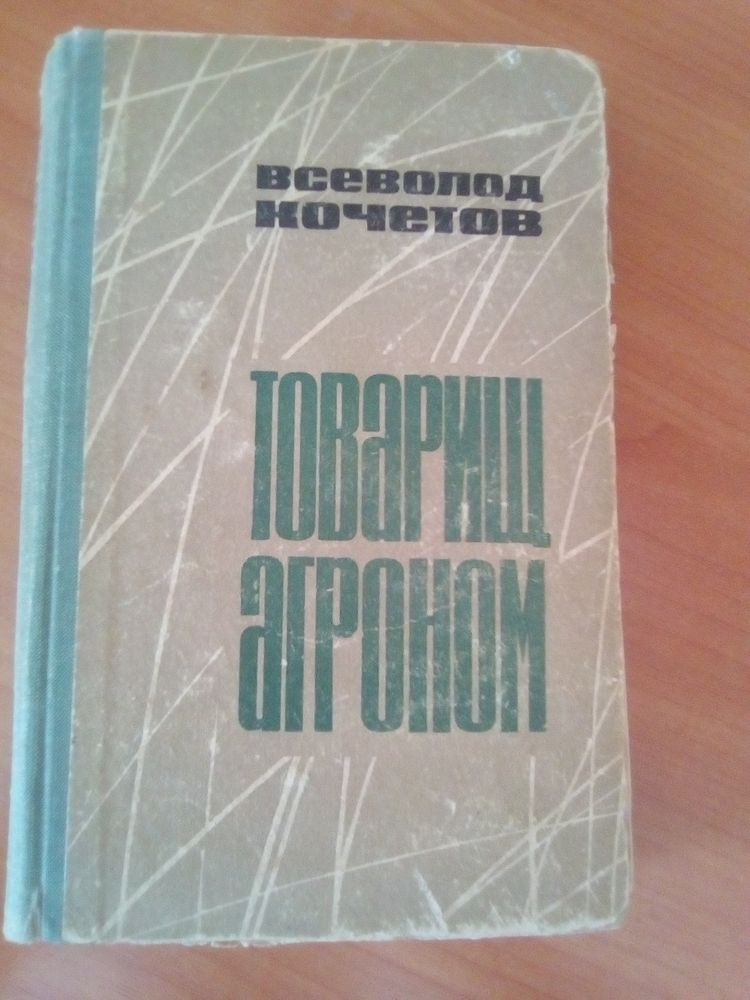 Всеволод
Кочетов
Товарищ
агроном